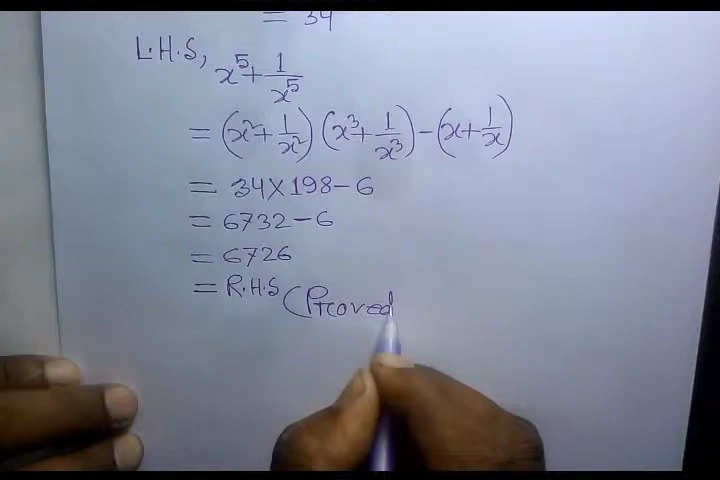 = 34
L.H.S, x⁵ + 1/x⁵
= (x² + 1/x²) (x³ + 1/x³) - (x + 1/x)
= 34 × 198 - 6
= 6732 - 6
= 6726
= R.H.S (Proved